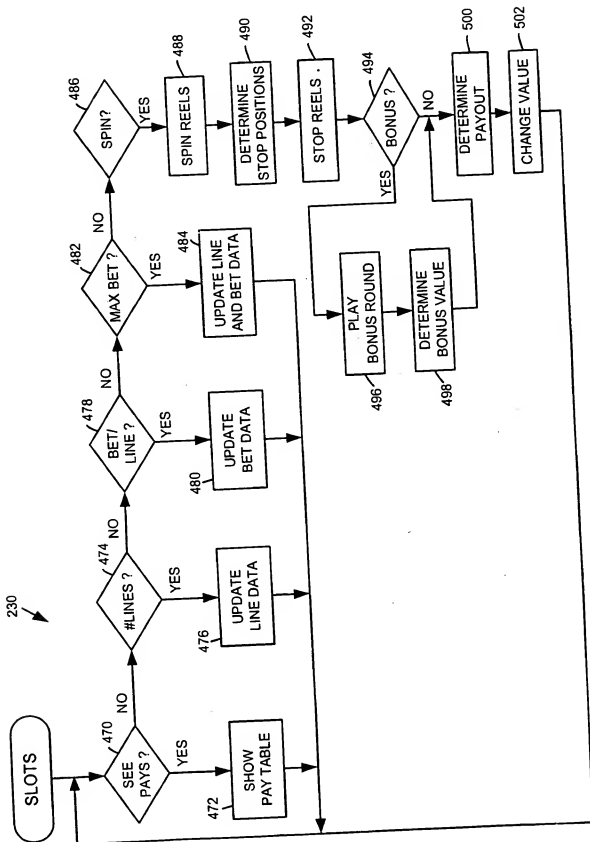 230
SLOTS
470
SEE
PAYS ?
NO
YES
472
SHOW
PAY TABLE
474
#LINES ?
NO
YES
476
UPDATE
LINE DATA
478
BET/
LINE ?
NO
YES
480
UPDATE
BET DATA
482
MAX BET ?
NO
YES
484
UPDATE LINE
AND BET DATA
486
SPIN?
YES
488
SPIN REELS
490
DETERMINE
STOP POSITIONS
492
STOP REELS .
494
BONUS ?
YES
NO
496
PLAY
BONUS ROUND
498
DETERMINE
BONUS VALUE
500
DETERMINE
PAYOUT
502
CHANGE VALUE